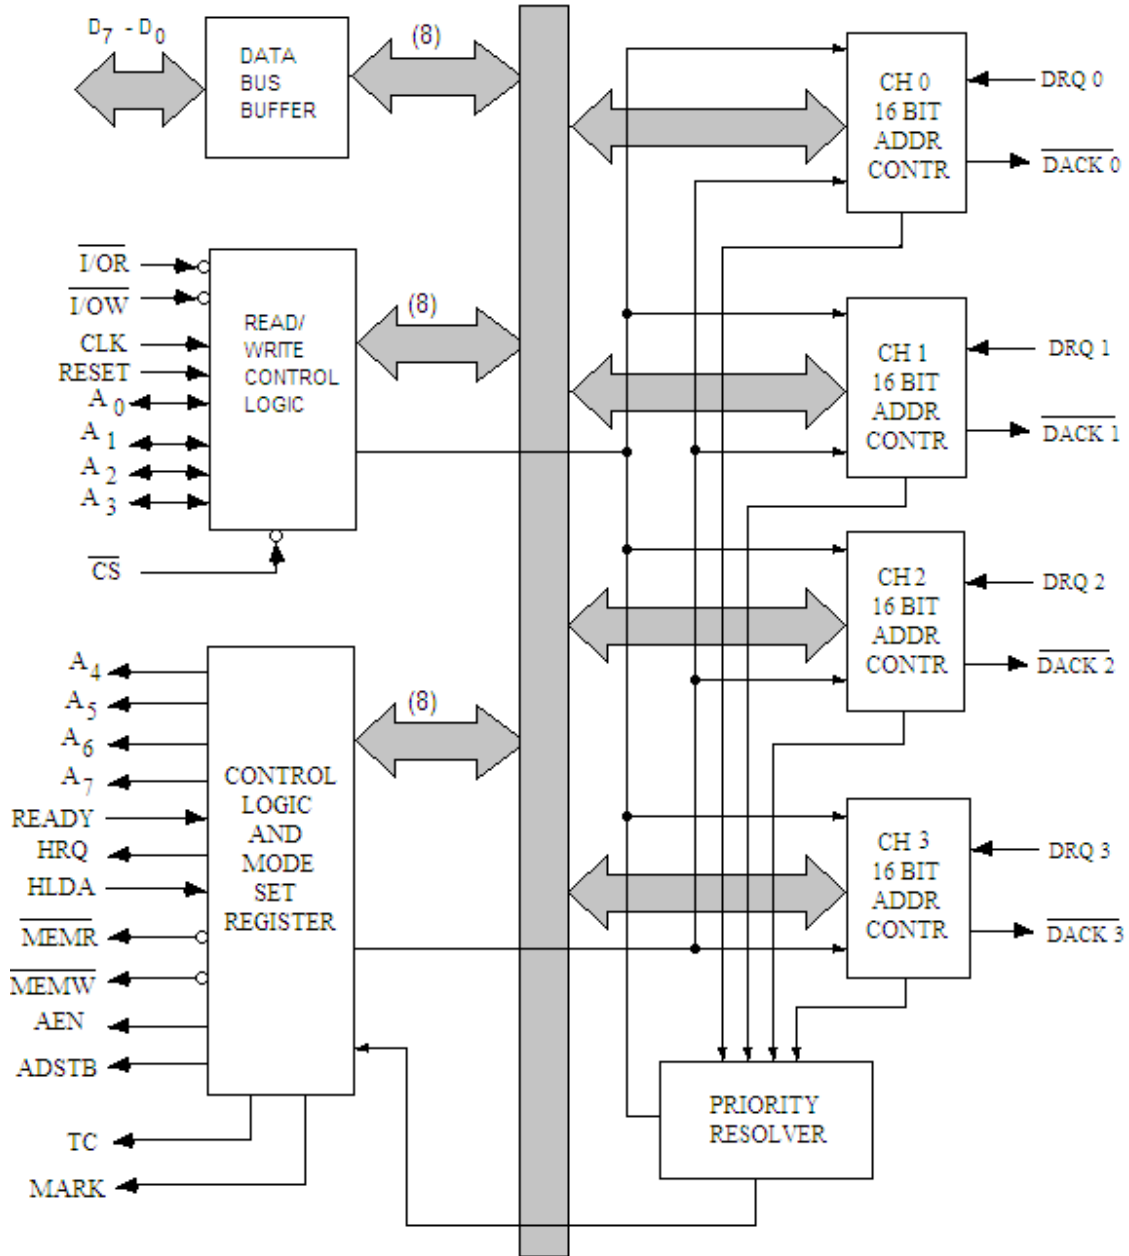 D7 - D0
DATA
BUS
BUFFER
(8)
I/OR
I/OW
CLK
RESET
A0
A1
A2
A3
CS
READ/
WRITE
CONTROL
LOGIC
(8)
A4
A5
A6
A7
READY
HRQ
HLDA
MEMR
MEMW
AEN
ADSTB
TC
MARK
CONTROL
LOGIC
AND
MODE
SET
REGISTER
(8)
CH 0
16 BIT
ADDR
CONTR
DRQ 0
DACK 0
CH 1
16 BIT
ADDR
CONTR
DRQ 1
DACK 1
CH 2
16 BIT
ADDR
CONTR
DRQ 2
DACK 2
CH 3
16 BIT
ADDR
CONTR
DRQ 3
DACK 3
PRIORITY
RESOLVER